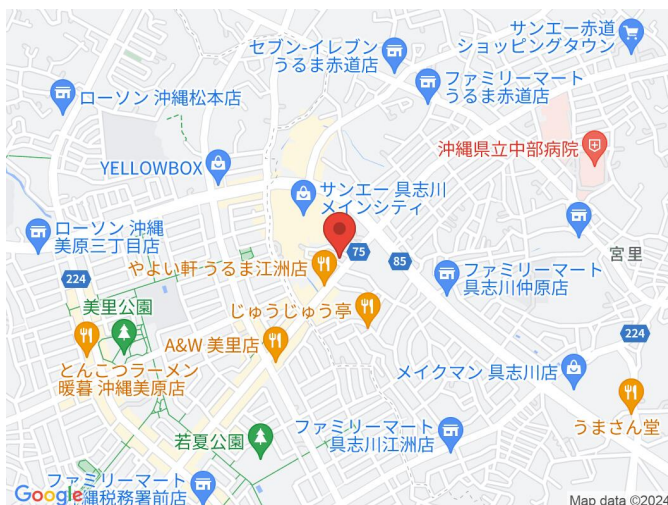 サンエー赤道
ショッピングタウン
セブン-イレブン
うるま赤道店
ファミリーマート
うるま赤道店
ローソン 沖縄松本店
沖縄県立中部病院
YELLOWBOX
サンエー 具志川
メインシティ
ローソン 沖縄
美原三丁目店
75
85
宮里
やよい軒 うるま江洲店
ファミリーマート
具志川仲原店
224
美里公園
じゅうじゅう亭
224
A&W 美里店
とんこつラーメン
暖暮 沖縄美原店
メイクマン 具志川店
うまさん堂
ファミリーマート
具志川江洲店
若夏公園
ファミリーマート
沖縄税務署前店
Google
Map data ©2024